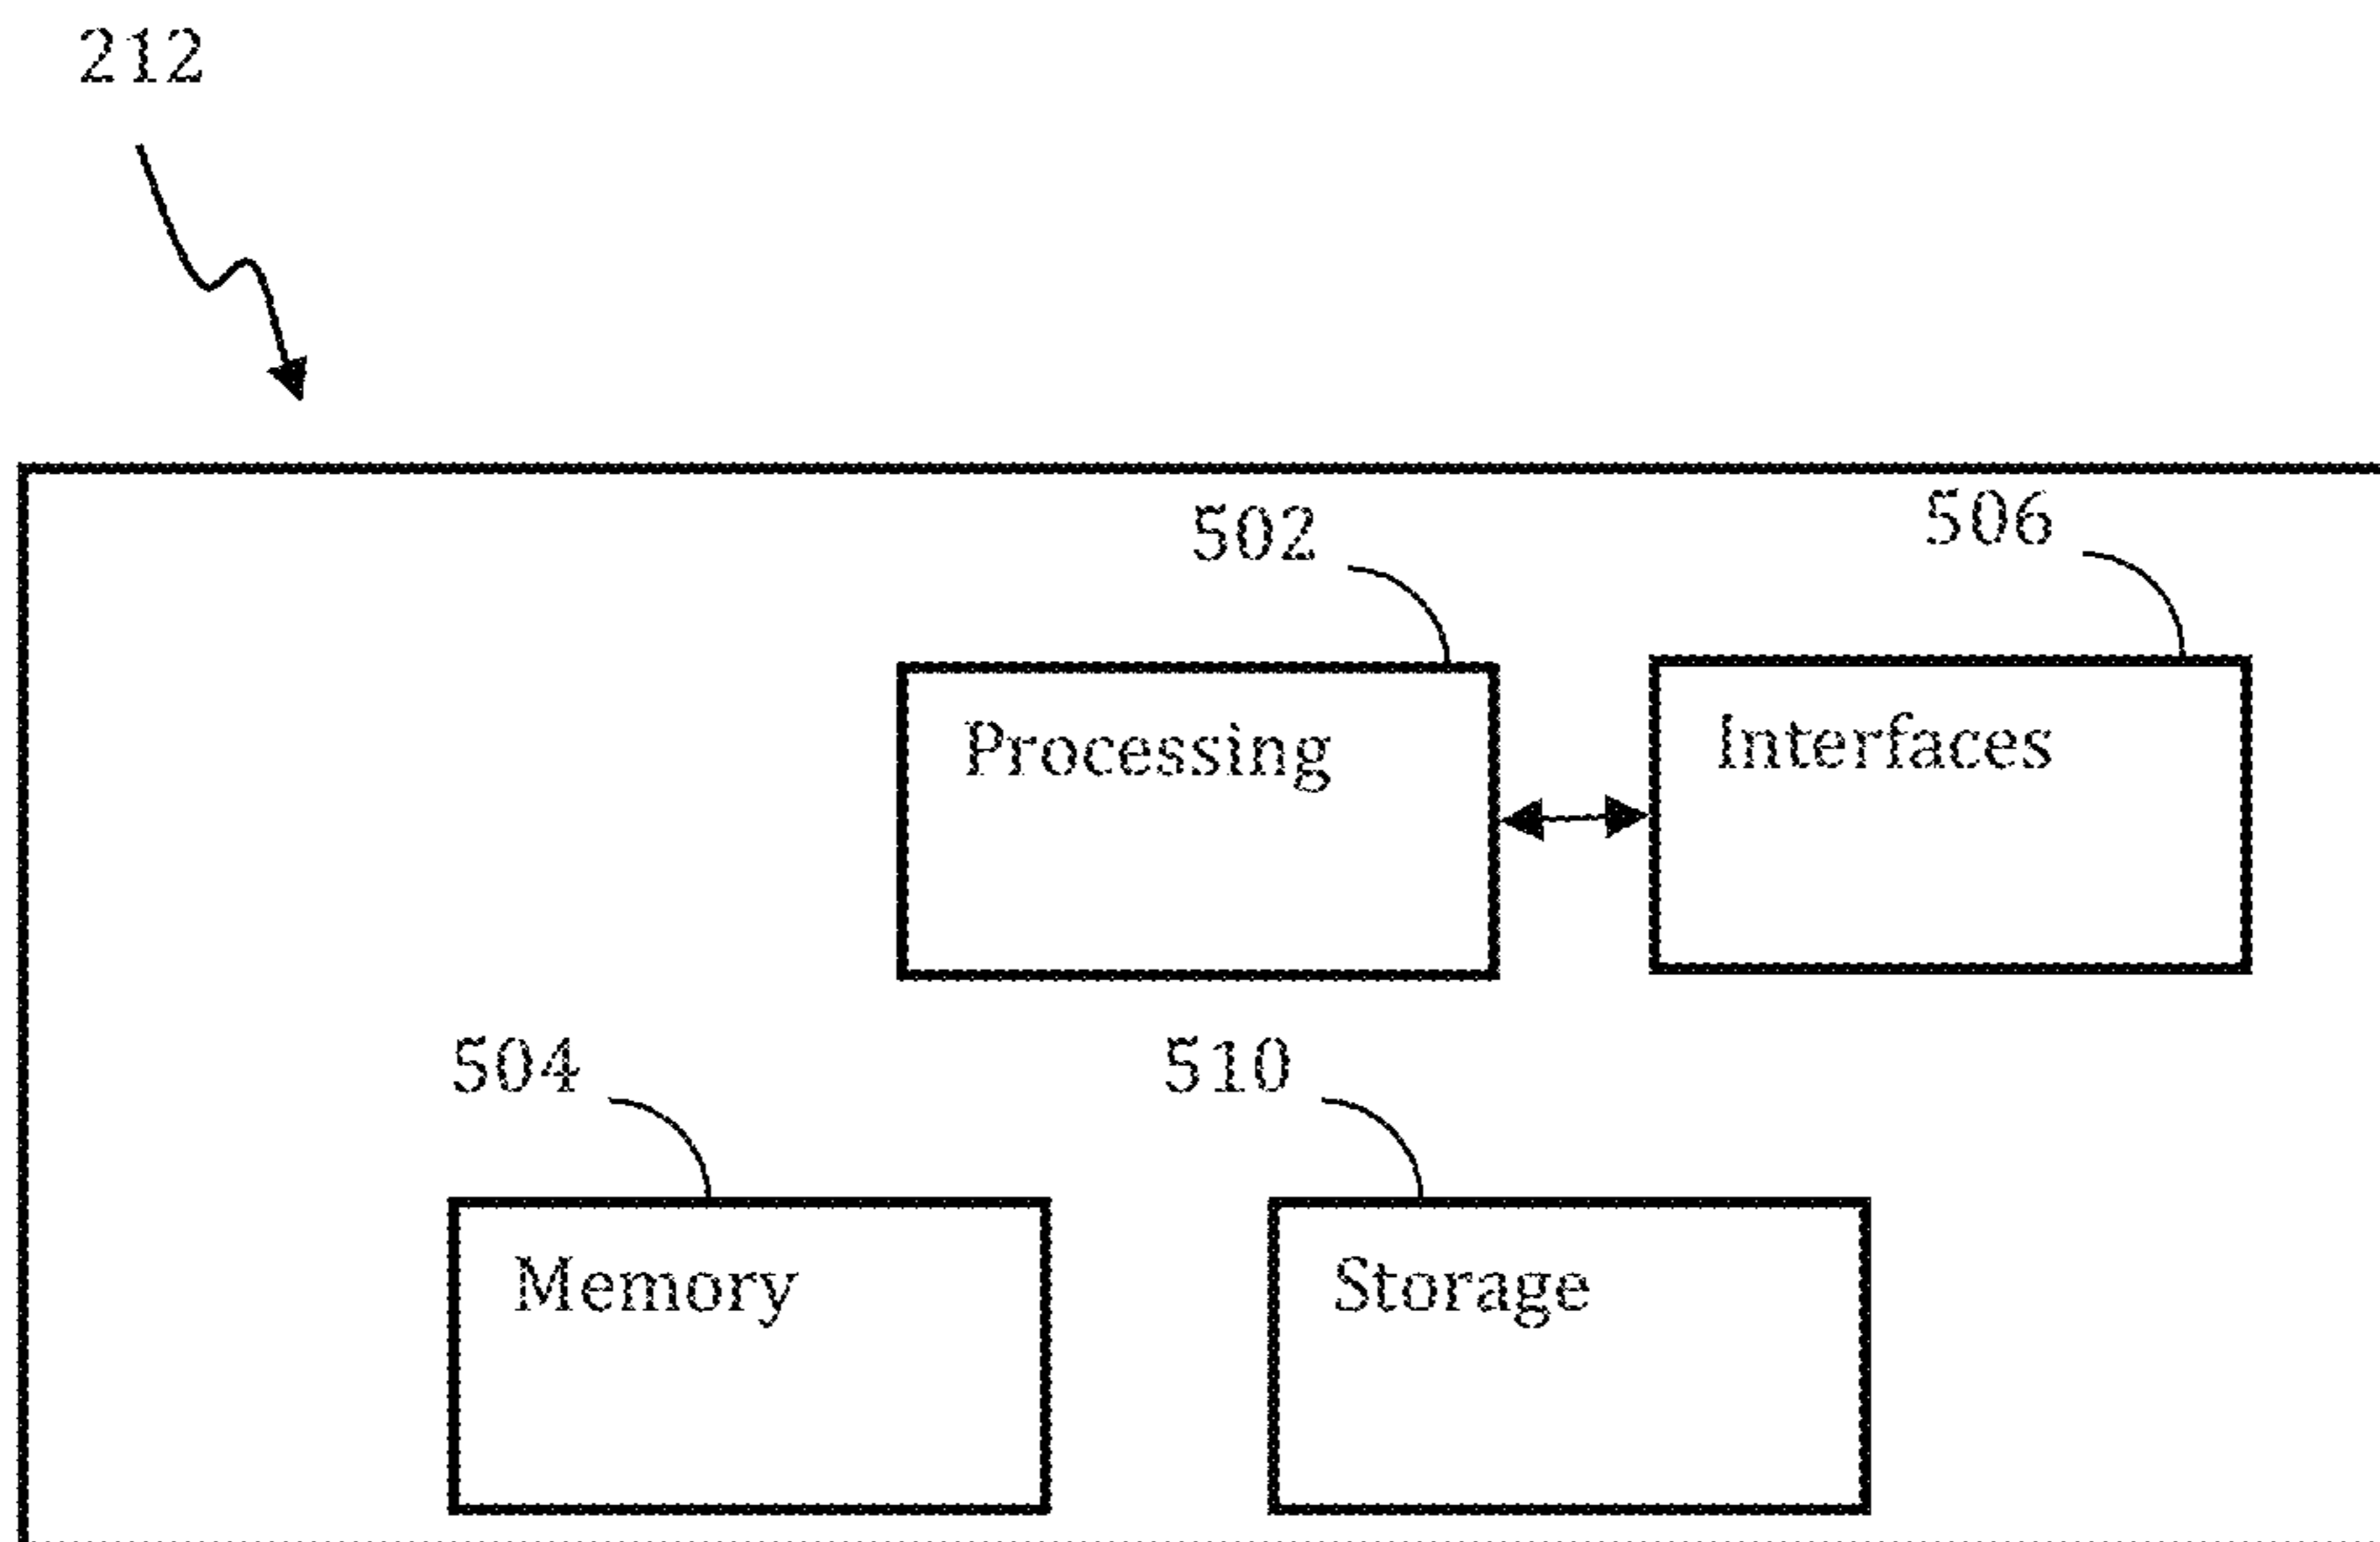 212
502
506
Processing
Interfaces
504
510
Memory
Storage